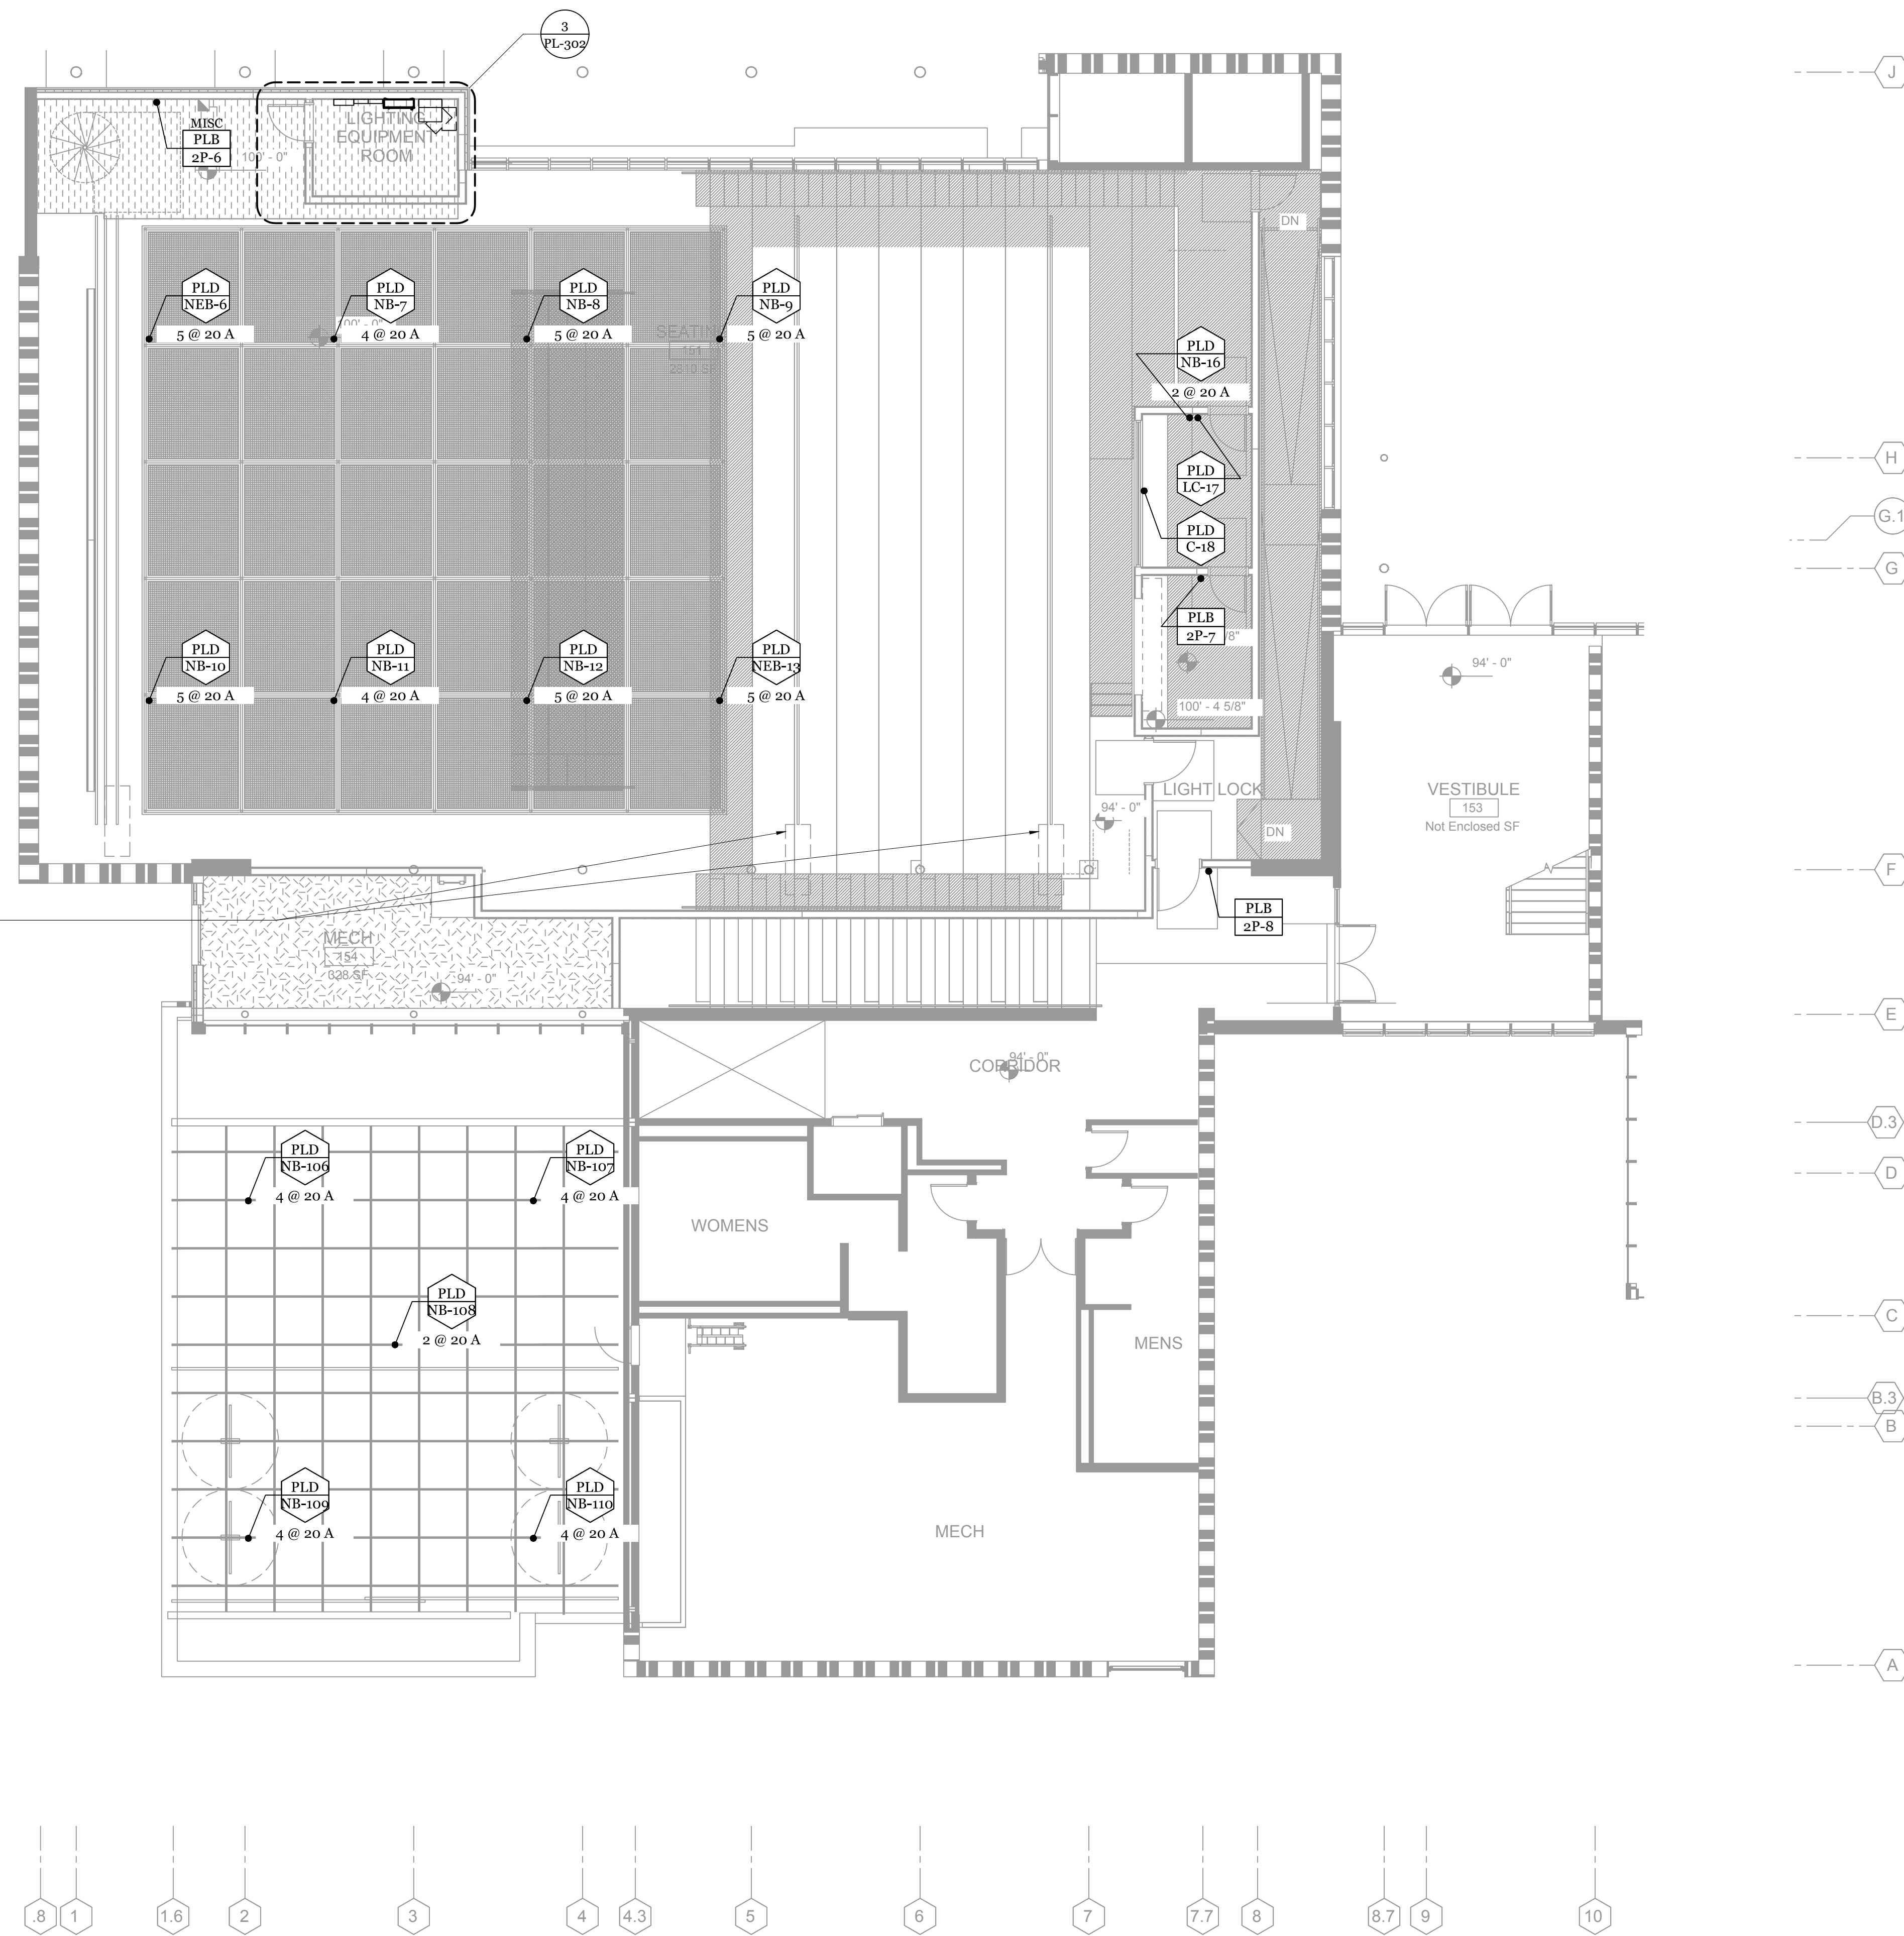 3
PL-302
J
LIGHTING
EQUIPMENT
ROOM
MISC
PLB
2P-6
100' - 0"
DN
PLD
NEB-6
5 @ 20 A
PLD
NB-7
4 @ 20 A
100' - 0"
PLD
NB-8
5 @ 20 A
SEATING
151
2810 SF
PLD
NB-9
5 @ 20 A
PLD
NB-16
2 @ 20 A
PLD
LC-17
H
PLD
C-18
G.1
G
PLB
2P-7
/8"
PLD
NB-10
5 @ 20 A
PLD
NB-11
4 @ 20 A
PLD
NB-12
5 @ 20 A
PLD
NEB-13
5 @ 20 A
100' - 4 5/8"
94' - 0"
LIGHT LOCK
94' - 0"
DN
VESTIBULE
153
Not Enclosed SF
F
PLB
2P-8
MECH
154
328 SF
94' - 0"
E
94' - 0"
CORRIDOR
D.3
PLD
NB-106
4 @ 20 A
PLD
NB-107
4 @ 20 A
D
WOMENS
PLD
NB-108
2 @ 20 A
C
MENS
B.3
B
PLD
NB-109
4 @ 20 A
PLD
NB-110
4 @ 20 A
MECH
A
.8 1 1.6 2 3 4 4.3 5 6 7 7.7 8 8.7 9 10